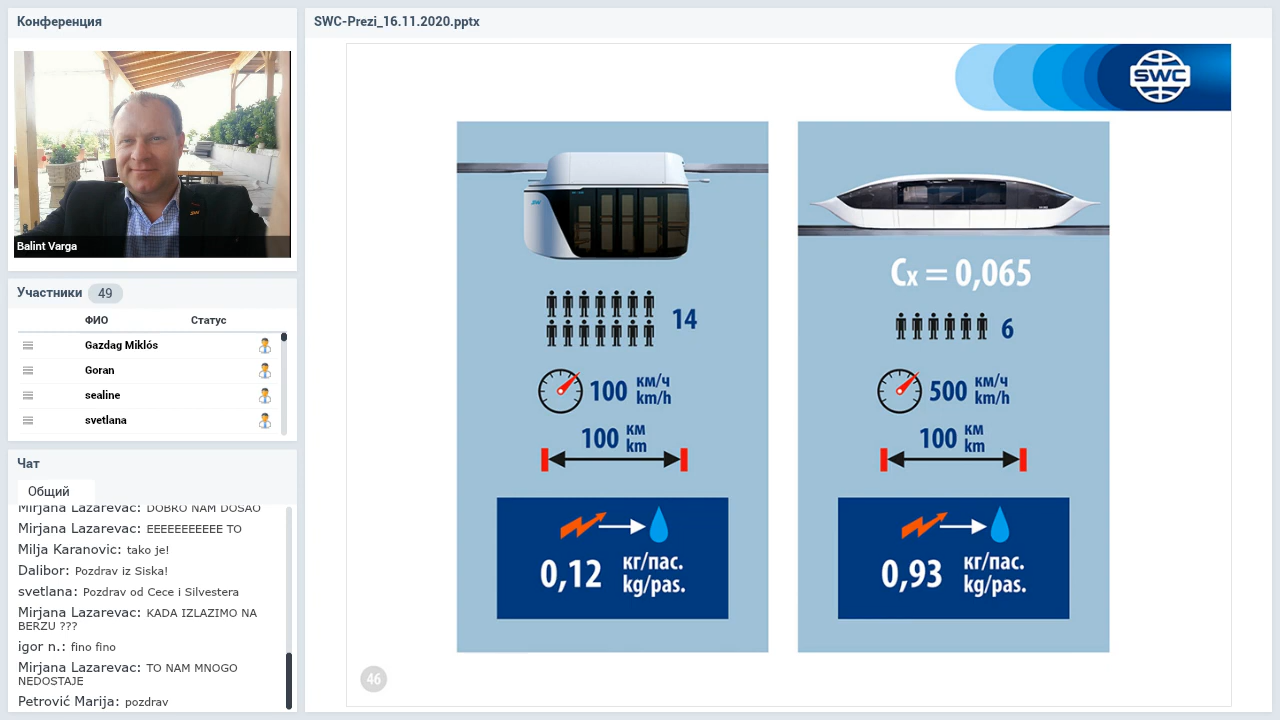 Конференция
Balint Varga
Участники 49
ФИО Статус
Gazdag Miklós
Goran
sealine
svetlana
Чат
Общий
Mirjana Lazarevac: DOBRO NAM DOSAO
Mirjana Lazarevac: EEEEEEEEEEE TO
Milja Karanovic: tako je!
Dalibor: Pozdrav iz Siska!
svetlana: Pozdrav od Cece i Silvestera
Mirjana Lazarevac: KADA IZLAZIMO NA
BERZU ???
igor n.: fino fino
Mirjana Lazarevac: TO NAM MNOGO
NEDOSTAJE
Petrović Marija: pozdrav
SWC-Prezi_16.11.2020.pptx
SWC
14
100 км/ч
km/h
100 км
km
0,12 кг/пас.
kg/pas.
Cx = 0,065
6
500 км/ч
km/h
100 км
km
0,93 кг/пас.
kg/pas.
46